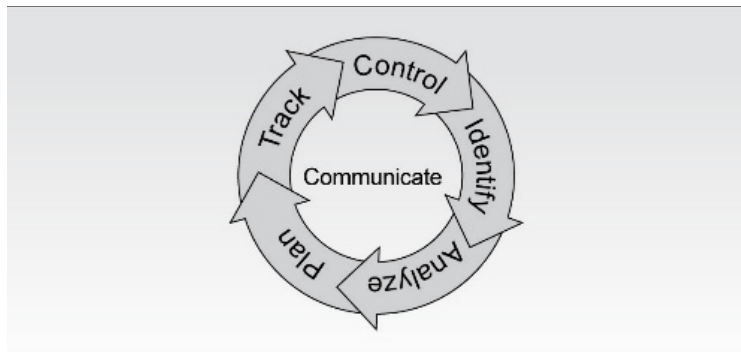 Control
Identify
Analyze
Plan
Track
Communicate